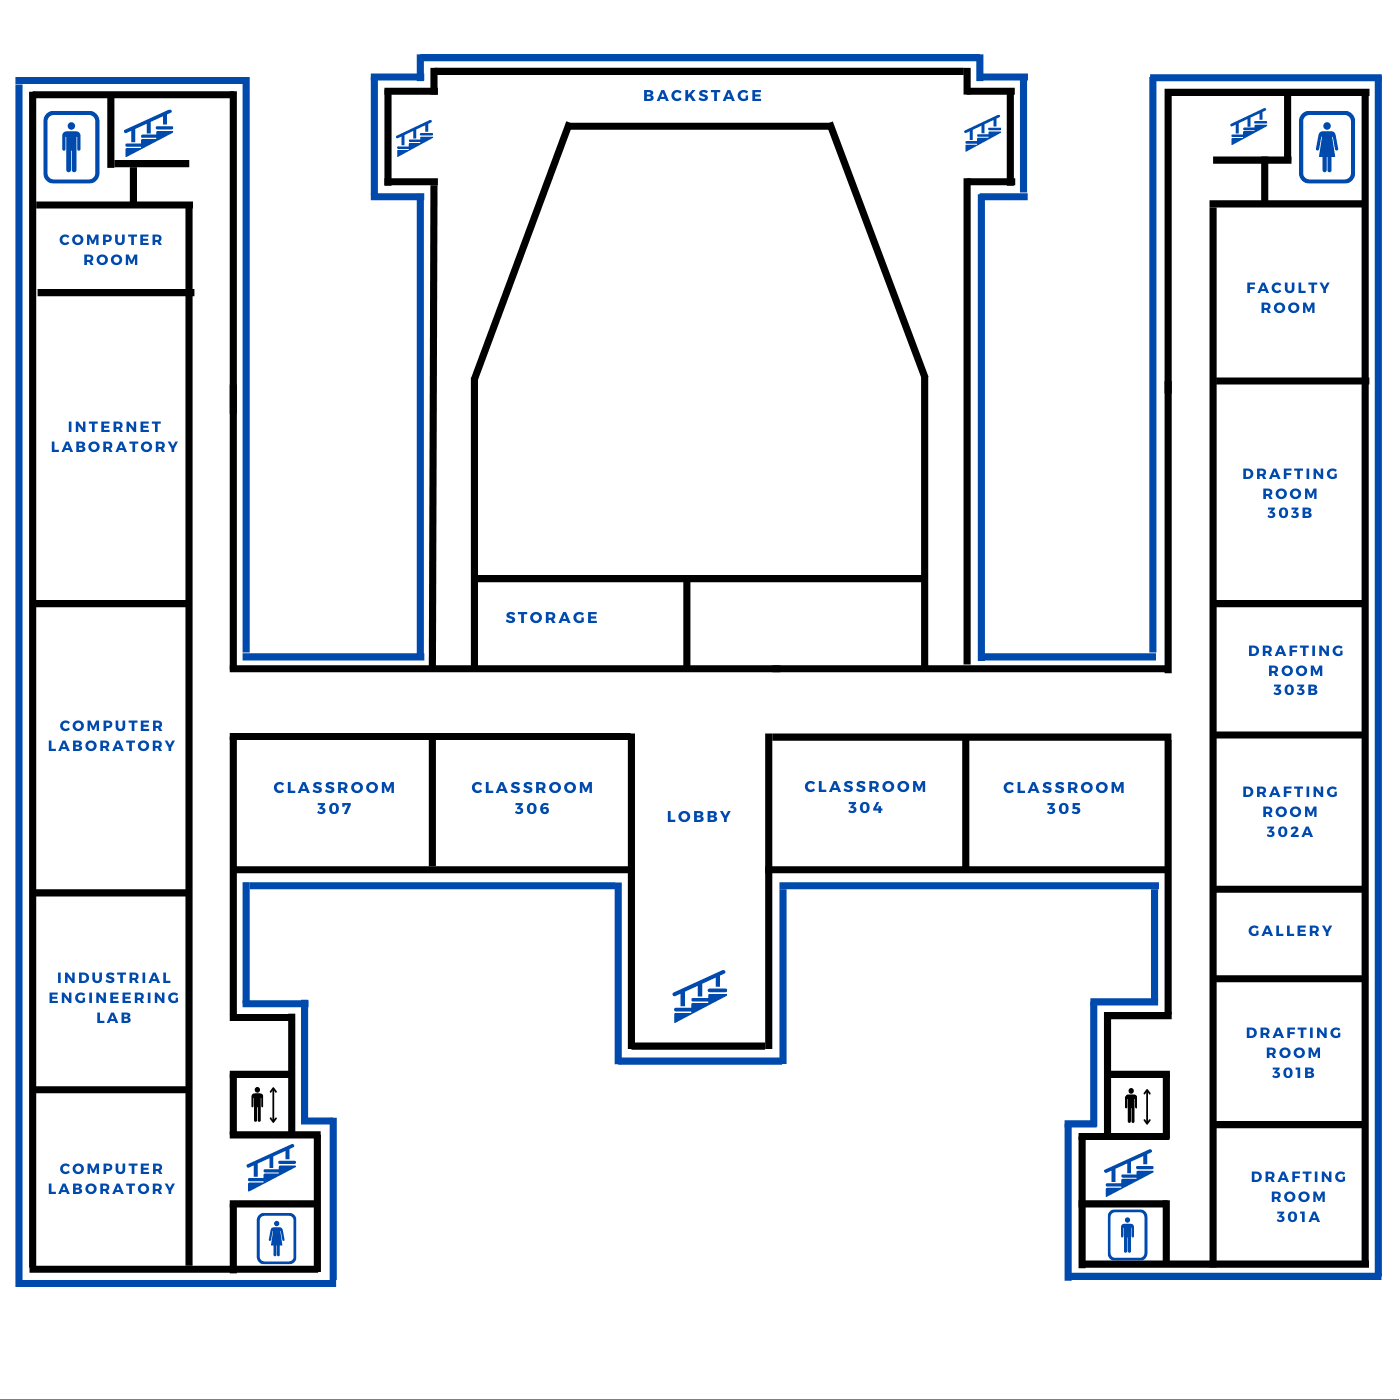 BACKSTAGE
COMPUTER
ROOM
INTERNET
LABORATORY
COMPUTER
LABORATORY
INDUSTRIAL
ENGINEERING
LAB
COMPUTER
LABORATORY
STORAGE
CLASSROOM
307
CLASSROOM
306
LOBBY
CLASSROOM
304
CLASSROOM
305
FACULTY
ROOM
DRAFTING
ROOM
303B
DRAFTING
ROOM
303B
DRAFTING
ROOM
302A
GALLERY
DRAFTING
ROOM
301B
DRAFTING
ROOM
301A